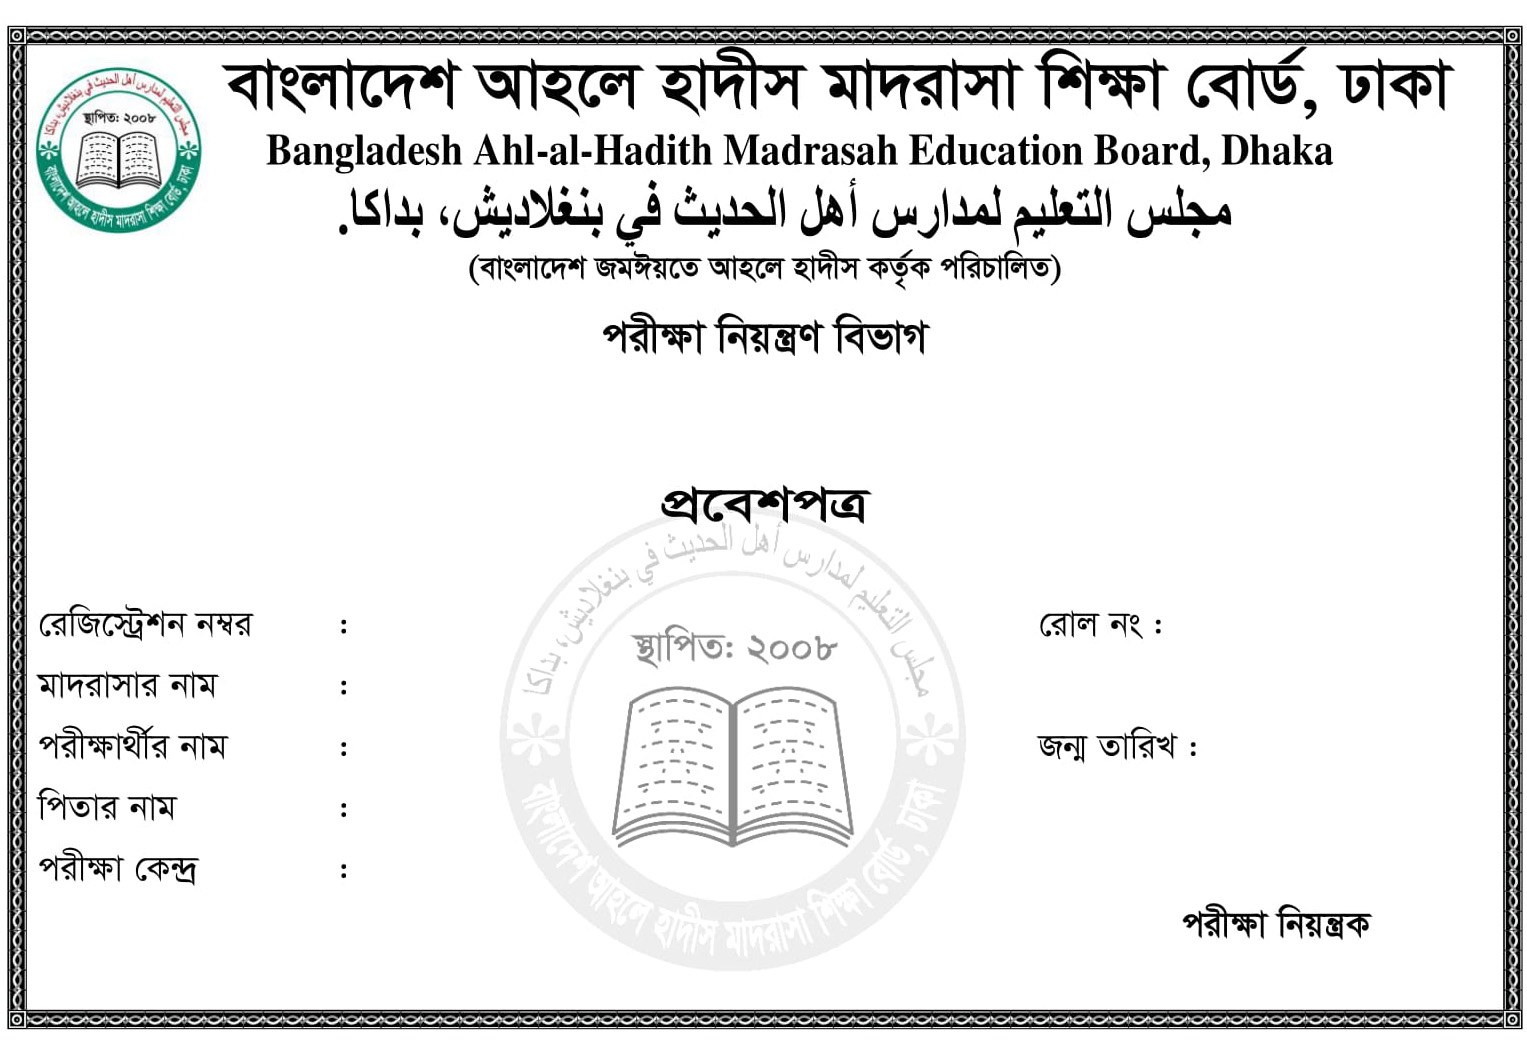 বাংলাদেশ আহলে হাদীস মাদরাসা শিক্ষা বোর্ড, ঢাকা
Bangladesh Ahl-al-Hadith Madrasah Education Board, Dhaka
مجلس التعليم لمدارس أهل الحديث في بنغلاديش، بداكا.
(বাংলাদেশ জমঈয়তে আহলে হাদীস কর্তৃক পরিচালিত)
পরীক্ষা নিয়ন্ত্রণ বিভাগ
مجلس التعليم لمدارس أهل الحديث في بنغلاديش، بداكا
স্থাপিত: ২০০৮
বাংলাদেশ আহলে হাদীস মাদরাসা শিক্ষা বোর্ড, ঢাকা
প্রবেশপত্র
রেজিস্ট্রেশন নম্বর : রোল নং :
মাদরাসার নাম :
পরীক্ষার্থীর নাম : জন্ম তারিখ :
পিতার নাম :
পরীক্ষা কেন্দ্র :
পরীক্ষা নিয়ন্ত্রক
مجلس التعليم لمدارس أهل الحديث في بنغلاديش، بداكا
স্থাপিত: ২০০৮
বাংলাদেশ আহলে হাদীস মাদরাসা শিক্ষা বোর্ড, ঢাকা